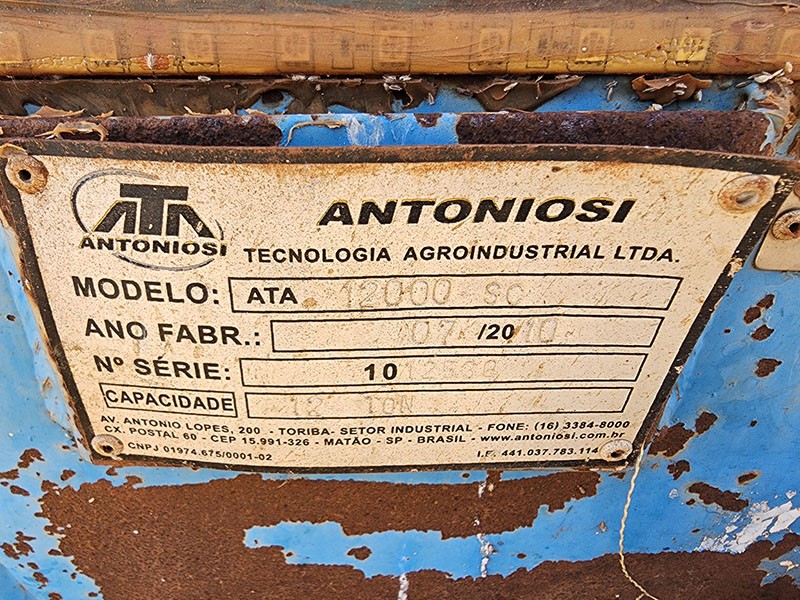 ATA
ANTONIOSI
ANTONIOSI
TECNOLOGIA AGROINDUSTRIAL LTDA.
MODELO: ATA 12000 SC
ANO FABR.: 07 /20 10
Nº SÉRIE: 10
CAPACIDADE 12 TON
AV. ANTONIO LOPES, 200 - TORIBA- SETOR INDUSTRIAL - FONE: (16) 3384-8000
CX. POSTAL 60 - CEP 15.991-326 - MATÃO - SP - BRASIL - www.antoniosi.com.br
CNPJ 01974.675/0001-02 I.E. 441.037.783.114